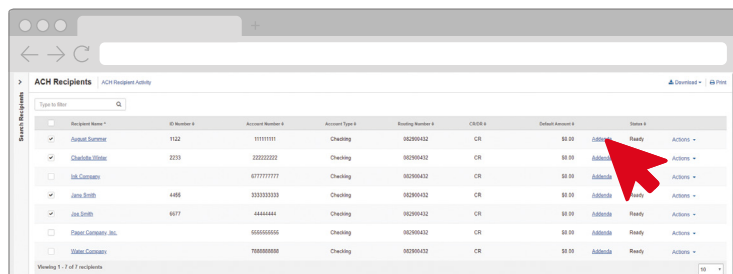 ACH Recipients ACH Recipient Activity Download Print
Search Recipients
Type to filter
Recipient Name ID Number Account Number Account Type Routing Number CR/DR Default Amount Status
August Summer 1122 111111111 Checking 082900432 CR $0.00 Addenda Ready Actions
Charlotte Winter 2233 222222222 Checking 082900432 CR $0.00 Addenda Actions
Ink Company 6777777777 Checking 082900432 CR $0.00 Addenda Actions
Jane Smith 4455 3333333333 Checking 082900432 CR $0.00 Addenda Ready Actions
Jos Smith 6677 44444444 Checking 082900432 CR $0.00 Addenda Ready Actions
Paper Company, Inc. 5555555555 Checking 082900432 CR $0.00 Addenda Ready Actions
Water Company 7888888888 Checking 082900432 CR $0.00 Addenda Ready Actions
Viewing 1 - 7 of 7 recipients 10